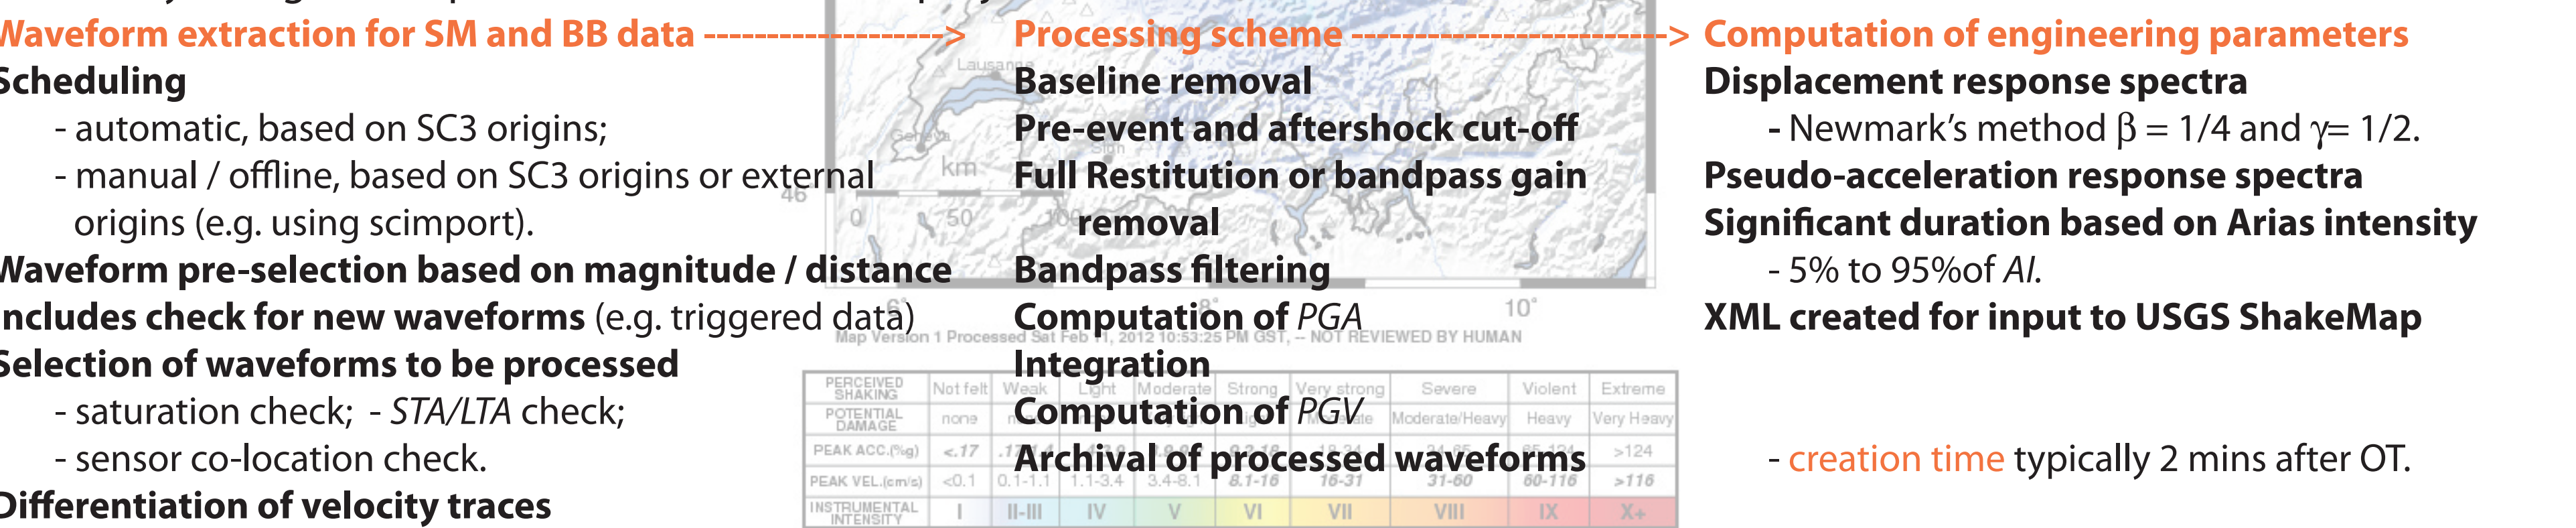 Waveform extraction for SM and BB data ------------------->
Scheduling
- automatic, based on SC3 origins;
- manual / offline, based on SC3 origins or external
origins (e.g. using scimport).
Waveform pre-selection based on magnitude / distance
Includes check for new waveforms (e.g. triggered data)
Selection of waveforms to be processed
- saturation check; - STA/LTA check;
- sensor co-location check.
Differentiation of velocity traces
Processing scheme ------------------------->
Baseline removal
Pre-event and aftershock cut-off
Full Restitution or bandpass gain
removal
Bandpass filtering
Computation of PGA
Integration
Computation of PGV
Archival of processed waveforms
Computation of engineering parameters
Displacement response spectra
- Newmark's method β = 1/4 and γ= 1/2.
Pseudo-acceleration response spectra
Significant duration based on Arias intensity
- 5% to 95%of AI.
XML created for input to USGS ShakeMap
- creation time typically 2 mins after OT.
Lausanne
Geneva
Sion
km
46°
0 50 100
6° 8° 10°
Map Version 1 Processed Sat Feb 11, 2012 10:53:25 PM GST, -- NOT REVIEWED BY HUMAN
PERCEIVED SHAKING Not felt Weak Light Moderate Strong Very strong Severe Violent Extreme
POTENTIAL DAMAGE none Moderate Moderate/Heavy Heavy Very Heavy
PEAK ACC.(%g) <.17 >124
PEAK VEL.(cm/s) <0.1 0.1-1.1 1.1-3.4 3.4-8.1 8.1-16 16-31 31-60 60-116 >116
INSTRUMENTAL INTENSITY I II-III IV V VI VII VIII IX X+